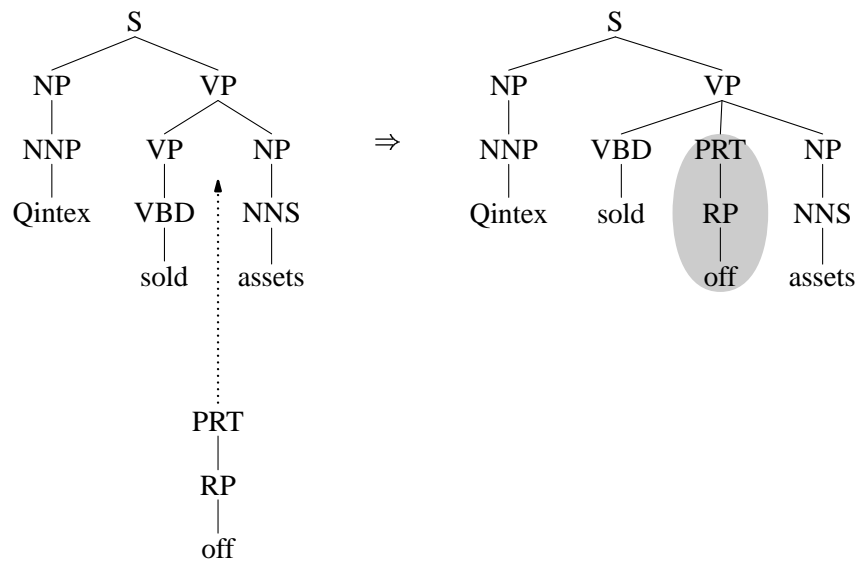 S S
NP VP NP VP
NNP VP NP ⇒ NNP VBD PRT NP
Qintex VBD NNS Qintex sold RP NNS
sold assets off assets
PRT
RP
off